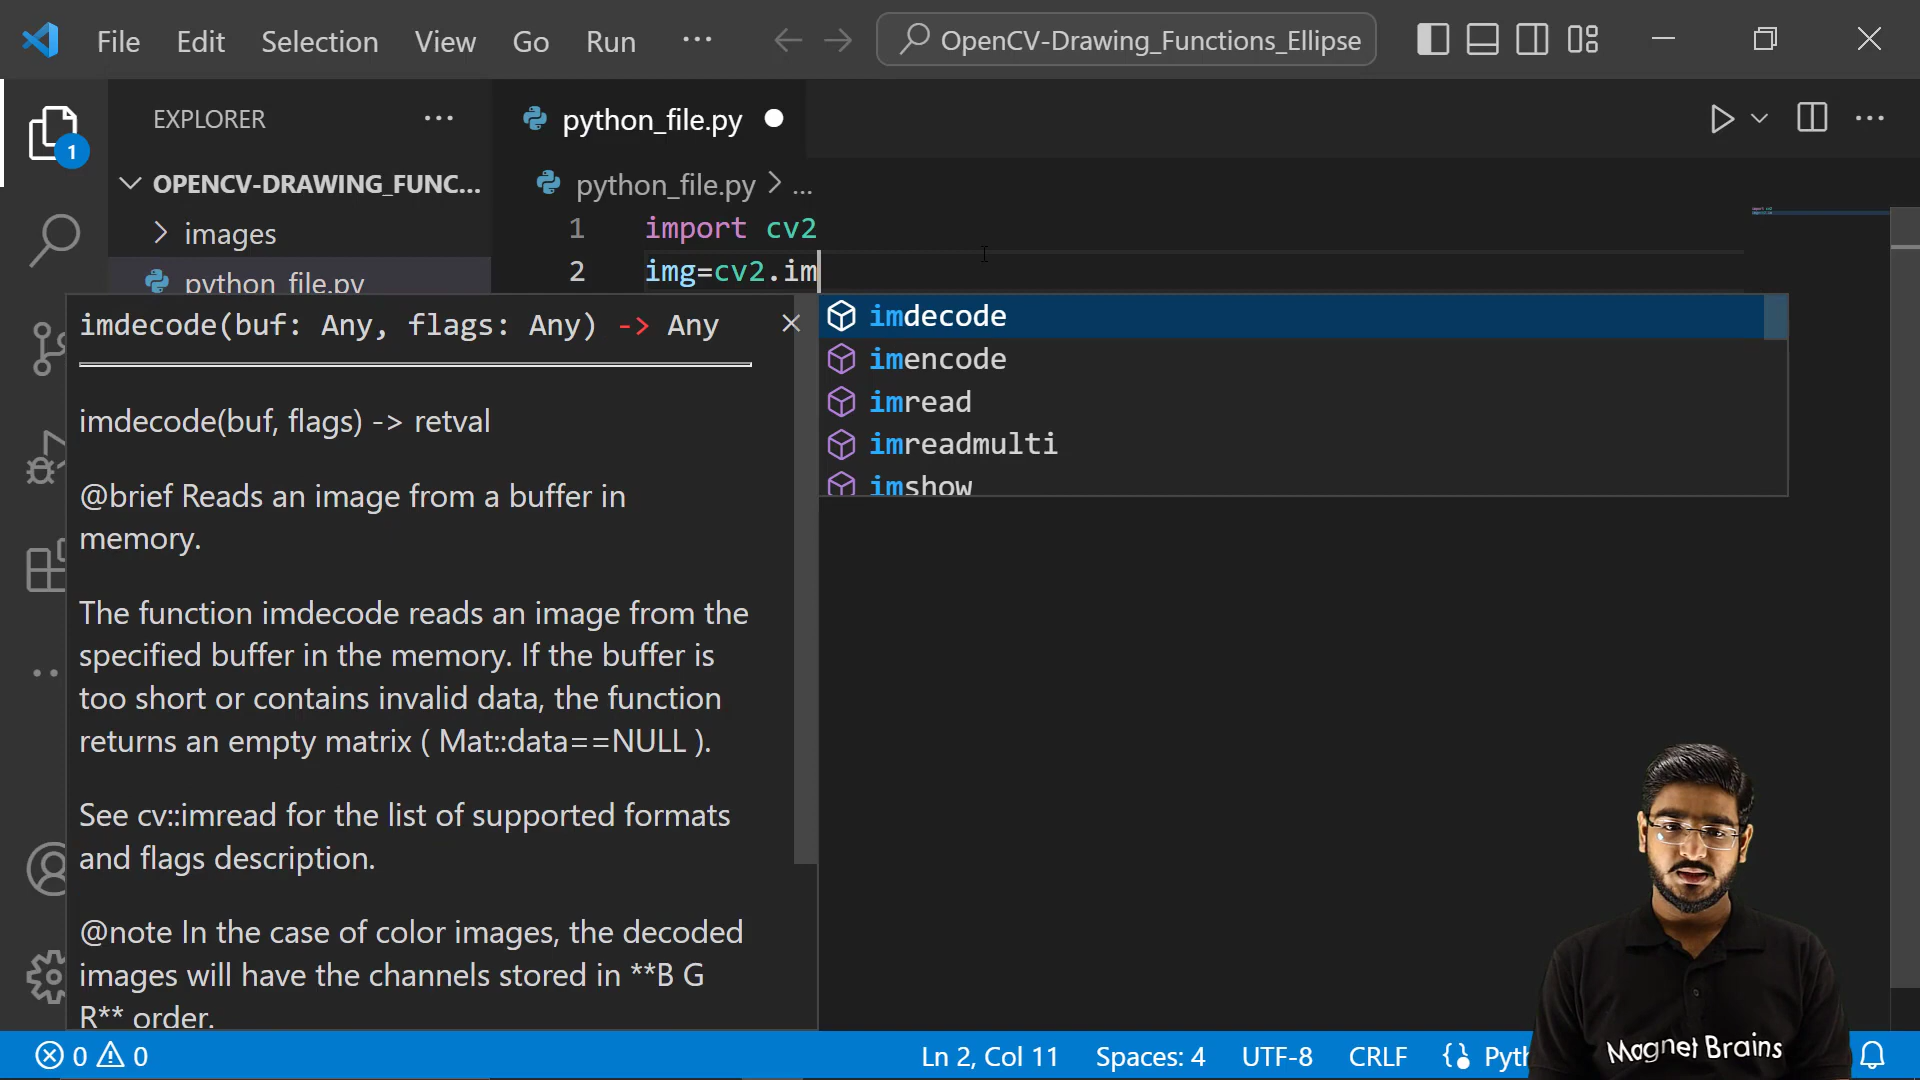 File Edit Selection View Go Run ...
OpenCV-Drawing_Functions_Ellipse
EXPLORER ...
python_file.py
1
OPENCV-DRAWING_FUNC...
python_file.py > ...
images
python_file.py
1 import cv2
2 img=cv2.im
imdecode(buf: Any, flags: Any) -> Any
imdecode(buf, flags) -> retval
@brief Reads an image from a buffer in
memory.
The function imdecode reads an image from the
specified buffer in the memory. If the buffer is
too short or contains invalid data, the function
returns an empty matrix ( Mat::data==NULL ).
See cv::imread for the list of supported formats
and flags description.
@note In the case of color images, the decoded
images will have the channels stored in **B G
R** order.
imdecode
imencode
imread
imreadmulti
imshow
Magnet Brains
0 0
Ln 2, Col 11 Spaces: 4 UTF-8 CRLF